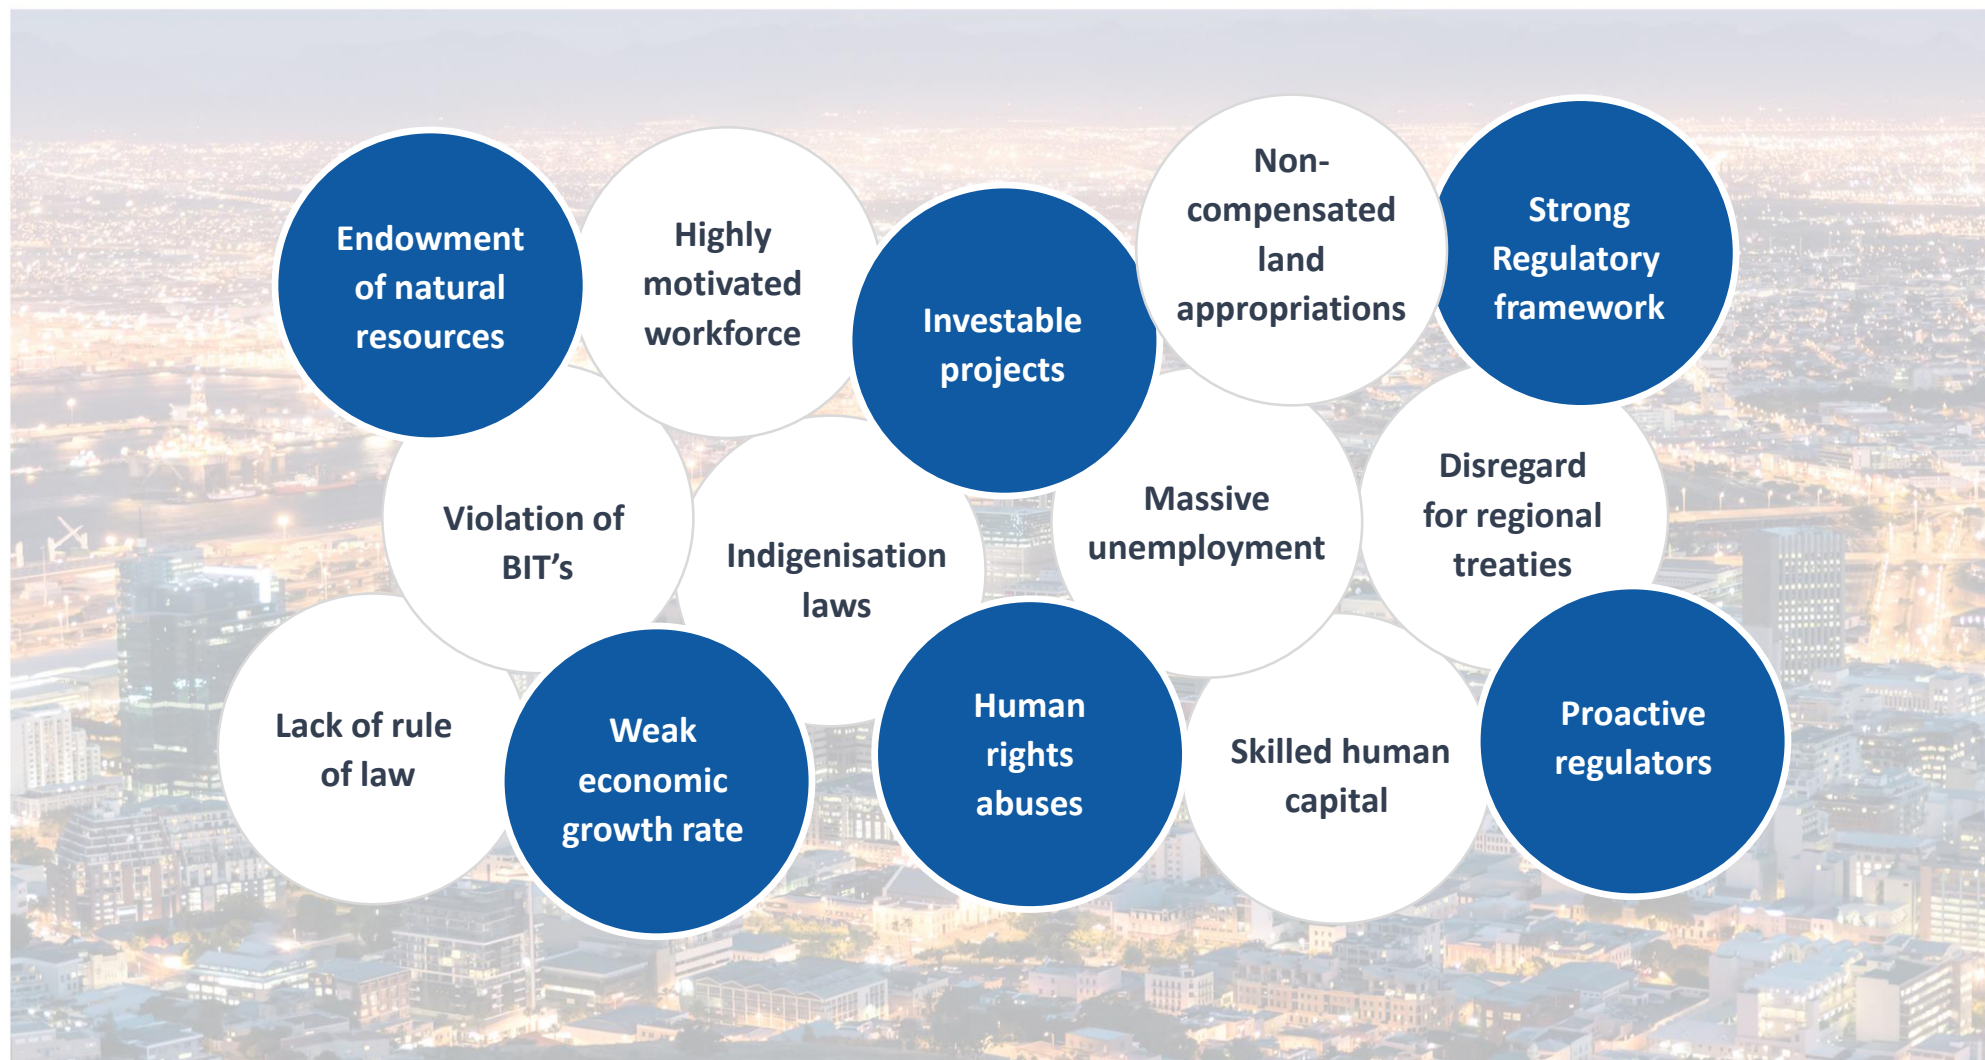 Endowment
of natural
resources
Highly
motivated
workforce
Investable
projects
Non-
compensated
land
appropriations
Strong
Regulatory
framework
Violation of
BIT’s
Indigenisation
laws
Massive
unemployment
Disregard
for regional
treaties
Lack of rule
of law
Weak
economic
growth rate
Human
rights
abuses
Skilled human
capital
Proactive
regulators